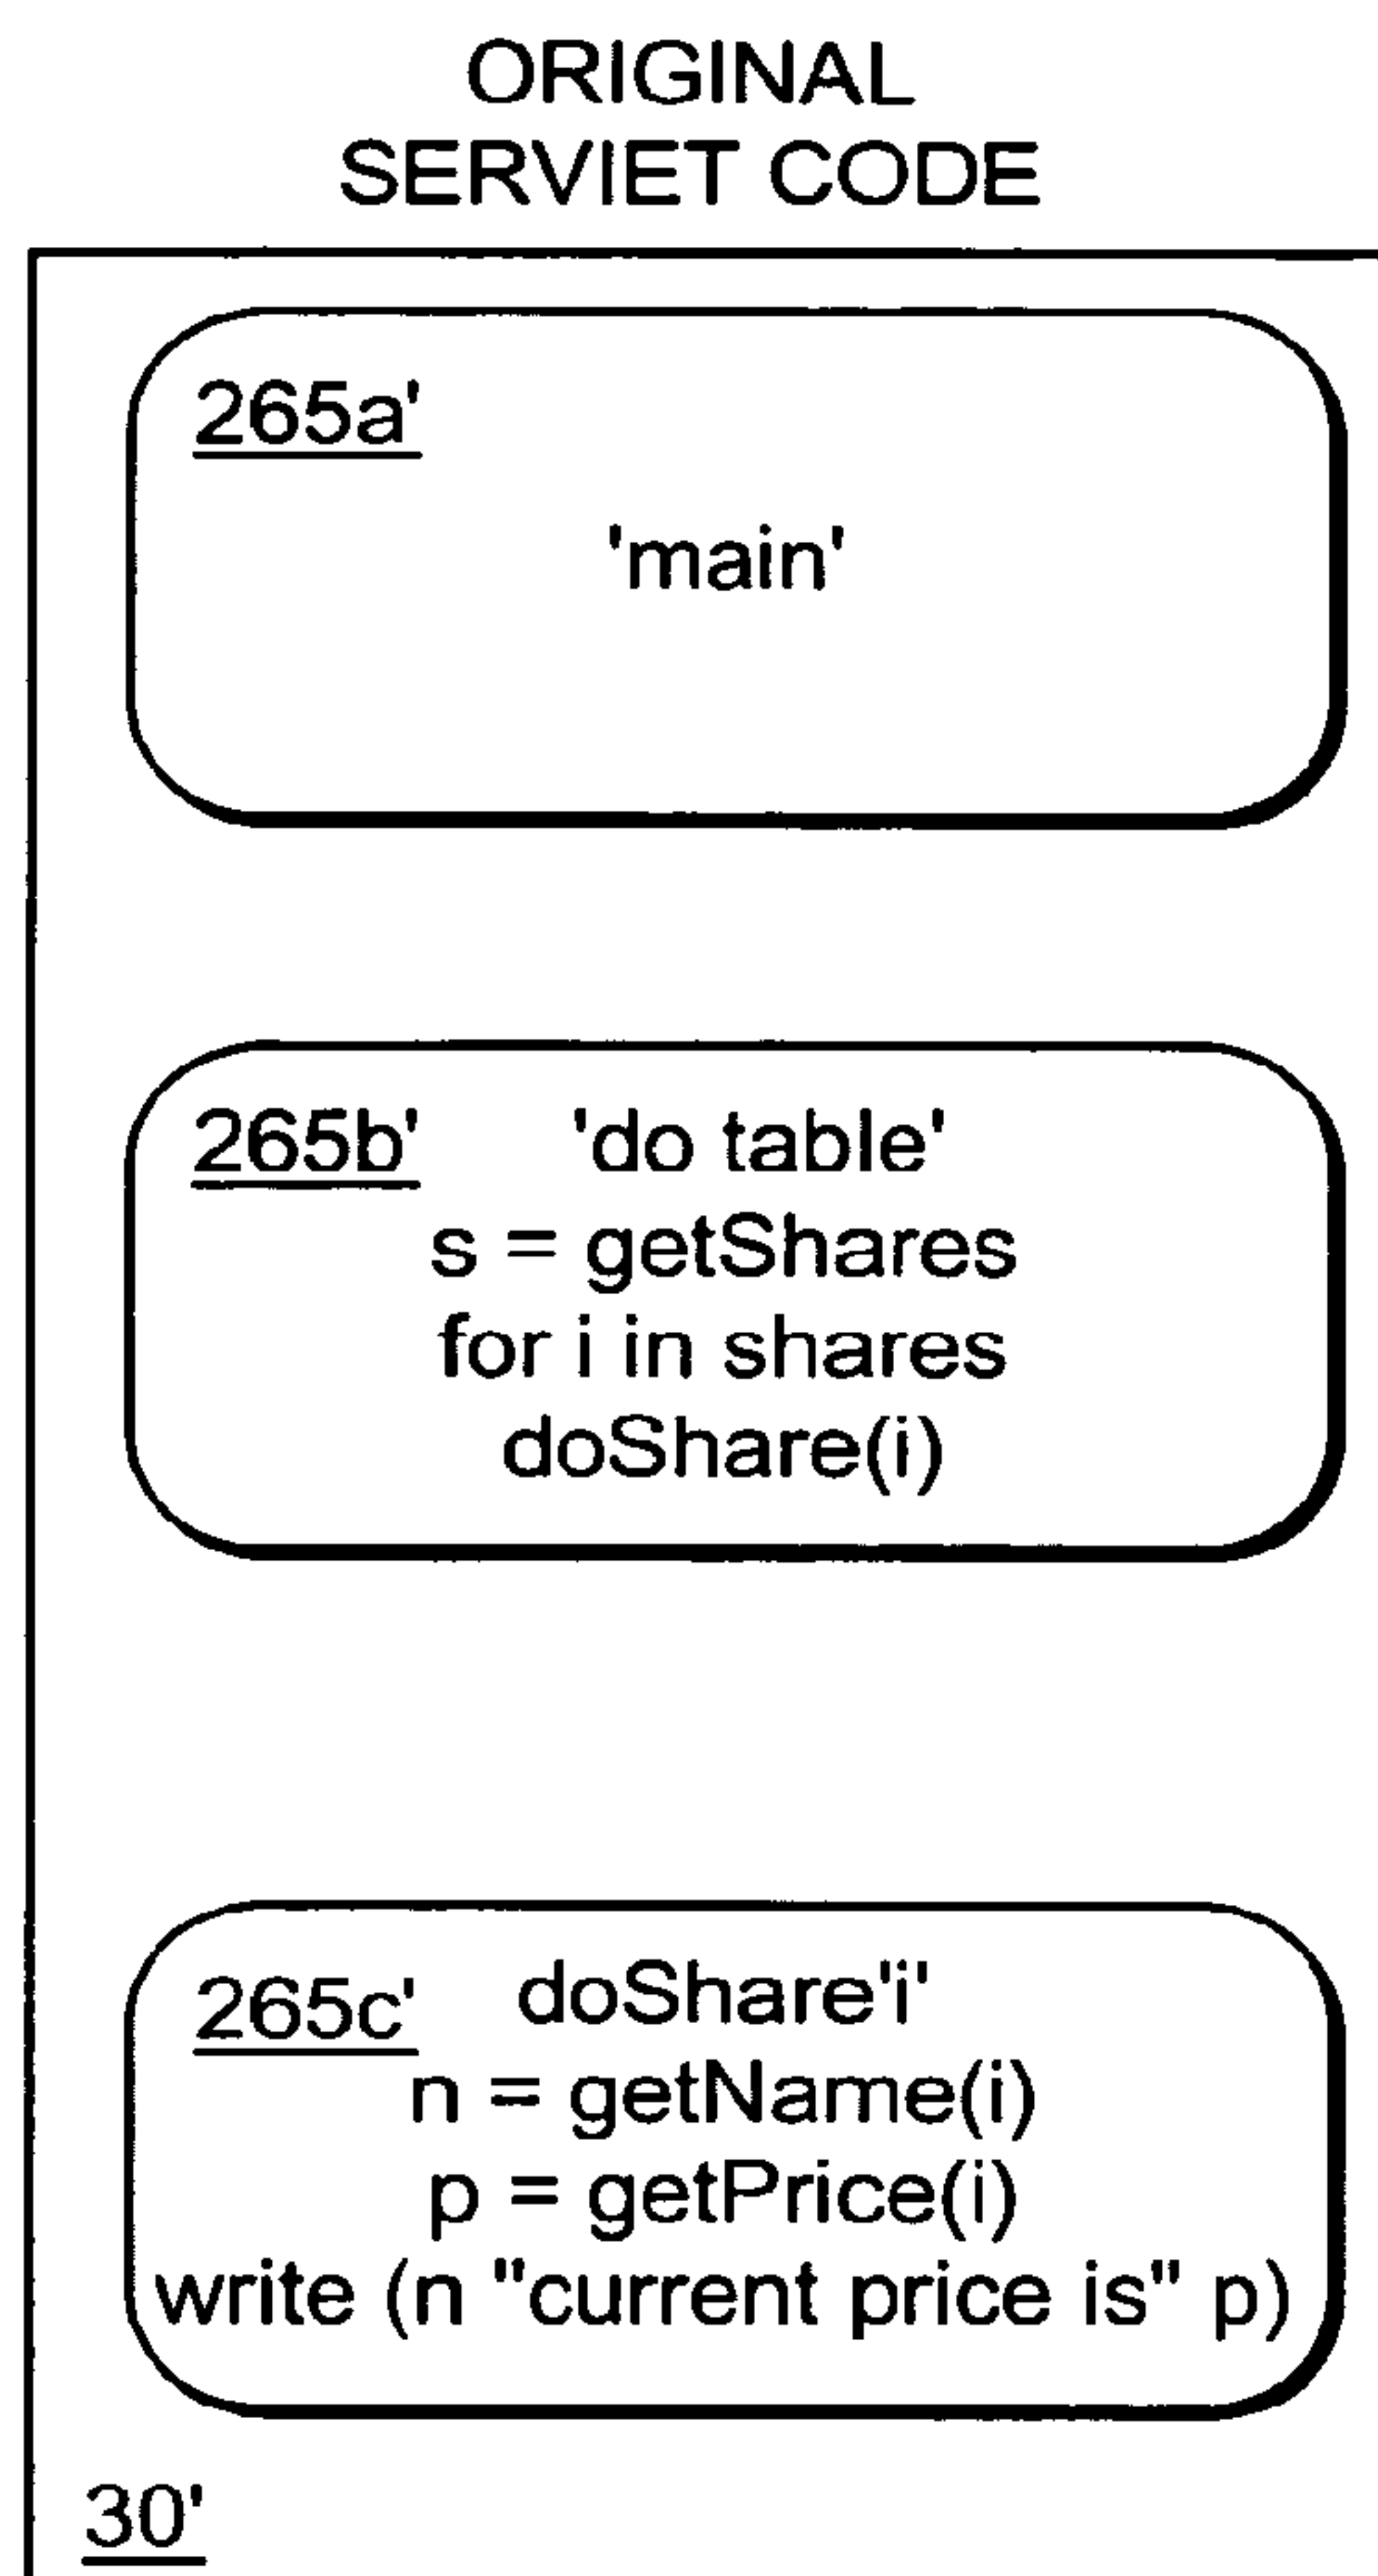 ORIGINAL
SERVIET CODE
265a'
'main'
265b' 'do table'
s = getShares
for i in shares
doShare(i)
265c' doShare'i'
n = getName(i)
p = getPrice(i)
write (n "current price is" p)
30'